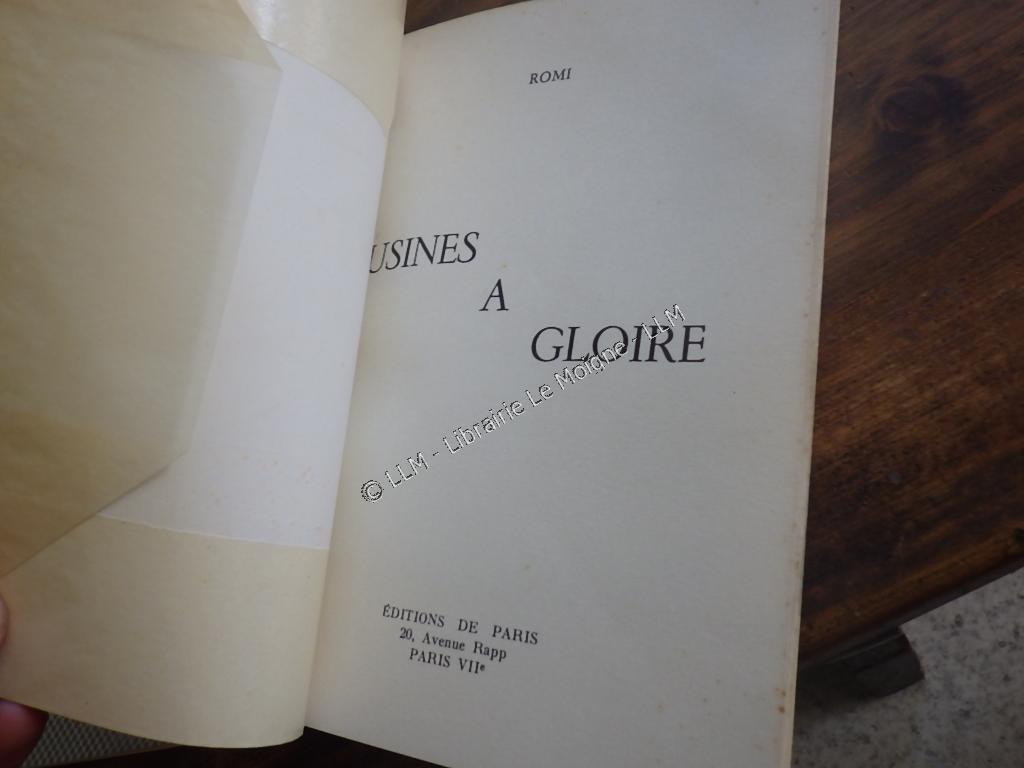 ROMI
USINES
A
GLOIRE
© LLM - Librairie Le Moigne - LLM
ÉDITIONS DE PARIS
20, Avenue Rapp
PARIS VIIe